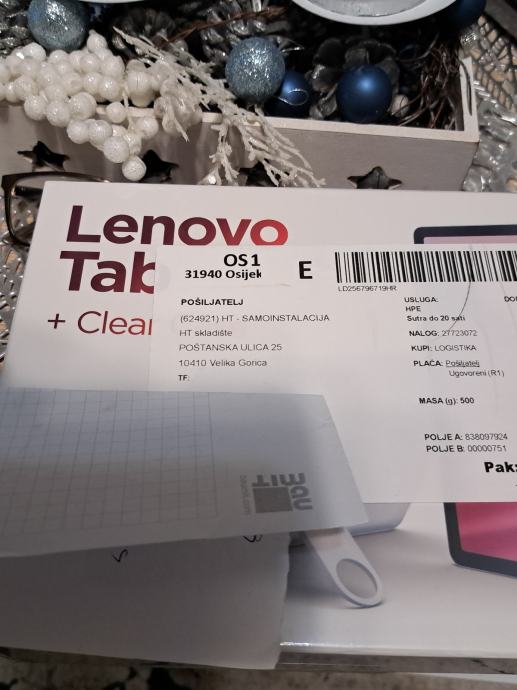 Lenovo
Tab
+ Clear
OS1
31940 Osijek
E
LD256796719HR
POŠILJATELJ
(624921) HT - SAMOINSTALACIJA
HT skladište
POŠTANSKA ULICA 25
10410 Velika Gorica
TF:
USLUGA:
HPE
Sutra do 20 sati
NALOG: 27723072
KUPI: LOGISTIKA
PLAĆA: Pošiljatelj
Ugovoreni (R1)
MASA (g): 500
POLJE A: 838097924
POLJE B: 00000751